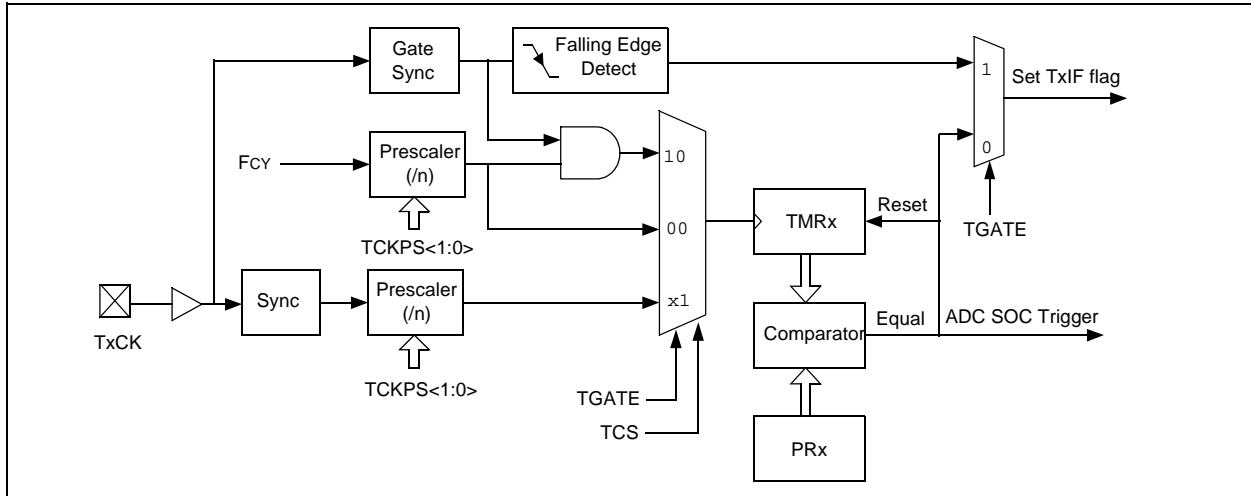 Gate
Sync
Falling Edge
Detect
1
Set TxIF flag
0
TGATE
FCY
Prescaler
(/n)
TCKPS<1:0>
10
00
x1
TMRx
Reset
TxCK
Sync
Prescaler
(/n)
TCKPS<1:0>
Comparator
Equal
ADC SOC Trigger
TGATE
TCS
PRx